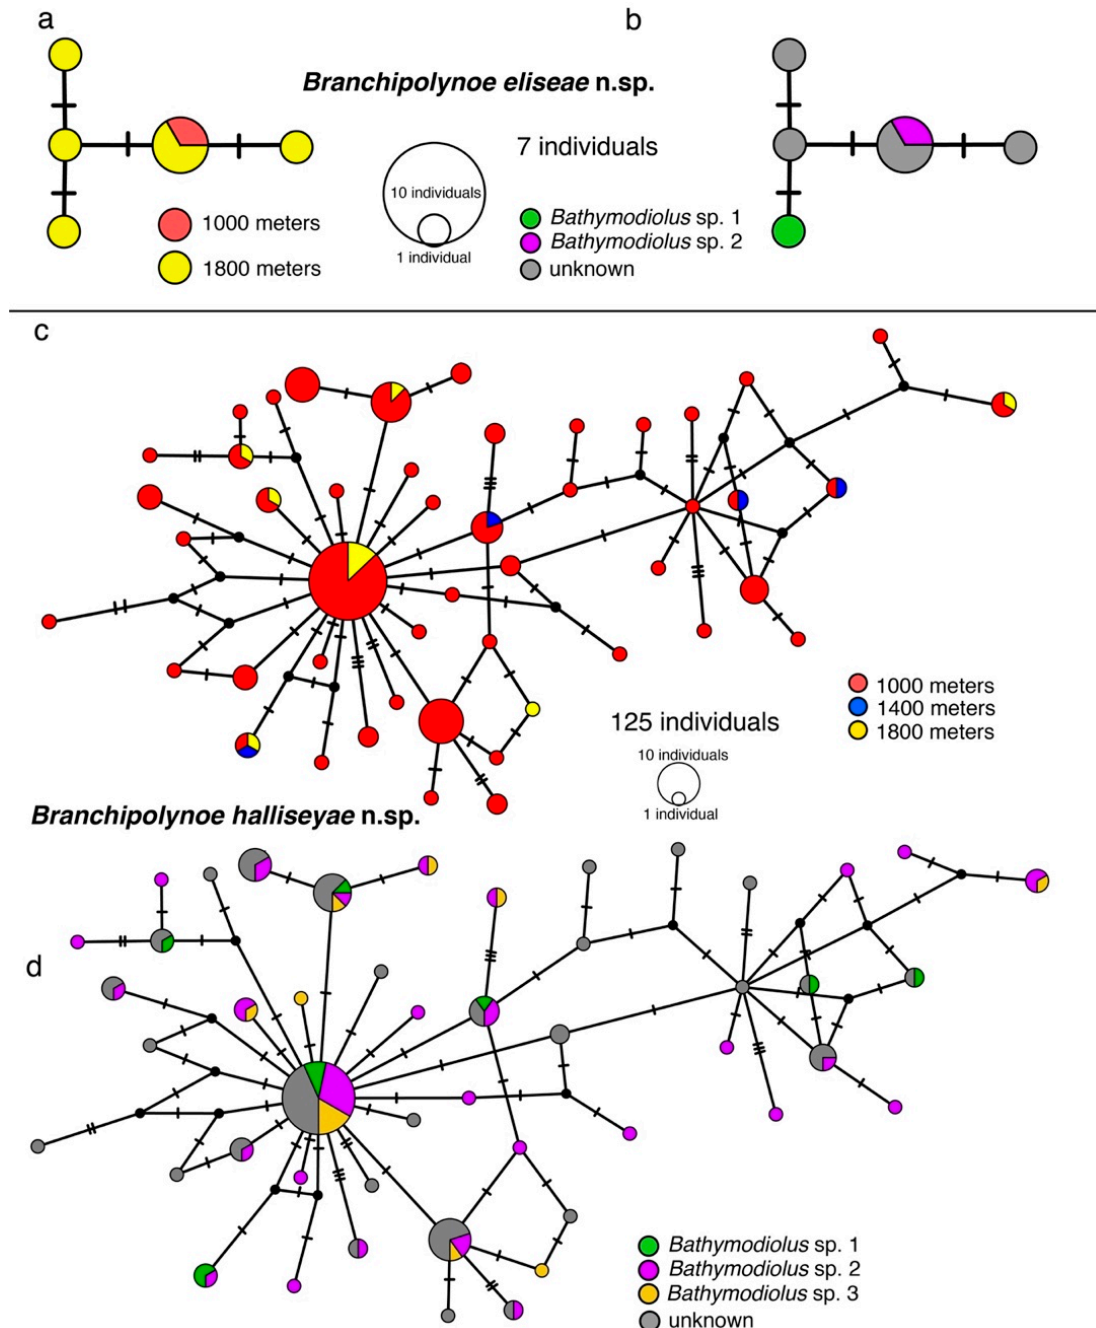 a
b
Branchipolynoe eliseae n.sp.
7 individuals
10 individuals
1 individual
1000 meters
1800 meters
Bathymodiolus sp. 1
Bathymodiolus sp. 2
unknown
c
125 individuals
10 individuals
1 individual
1000 meters
1400 meters
1800 meters
Branchipolynoe halliseyae n.sp.
d
Bathymodiolus sp. 1
Bathymodiolus sp. 2
Bathymodiolus sp. 3
unknown